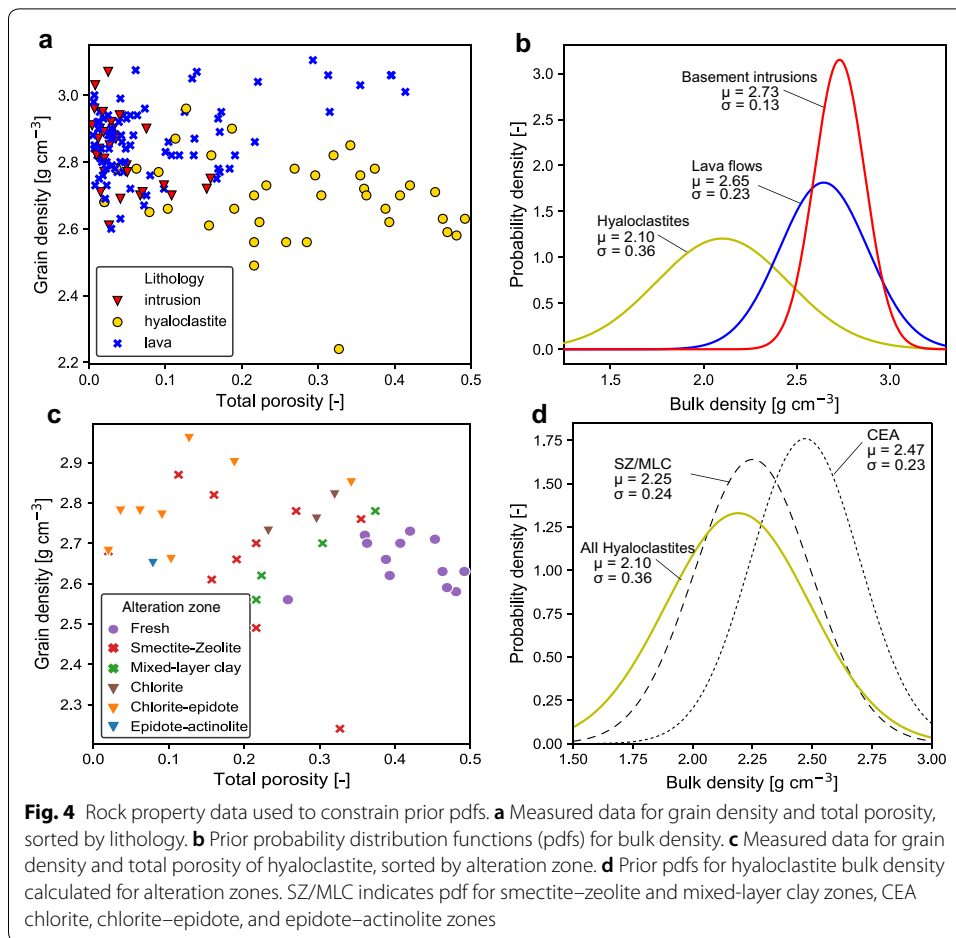 a
Grain density [g cm−3]
3.0
2.8
2.6
2.4
2.2
Lithology
intrusion
hyaloclastite
lava
0.0 0.1 0.2 0.3 0.4 0.5
Total porosity [-]
b
Probability density [-]
3.0
2.5
2.0
1.5
1.0
0.5
0.0
Basement intrusions
μ = 2.73
σ = 0.13
Lava flows
μ = 2.65
σ = 0.23
Hyaloclastites
μ = 2.10
σ = 0.36
1.5 2.0 2.5 3.0
Bulk density [g cm−3]
c
Grain density [g cm−3]
2.9
2.8
2.7
2.6
2.5
2.4
2.3
Alteration zone
Fresh
Smectite-Zeolite
Mixed-layer clay
Chlorite
Chlorite-epidote
Epidote-actinolite
0.0 0.1 0.2 0.3 0.4 0.5
Total porosity [-]
d
Probability density [-]
1.75
1.50
1.25
1.00
0.75
0.50
0.25
0.00
CEA
μ = 2.47
σ = 0.23
SZ/MLC
μ = 2.25
σ = 0.24
All Hyaloclastites
μ = 2.10
σ = 0.36
1.50 2.00 2.25 2.50 2.75 3.00
Bulk density [g cm−3]
Fig. 4 Rock property data used to constrain prior pdfs. a Measured data for grain density and total porosity,
sorted by lithology. b Prior probability distribution functions (pdfs) for bulk density. c Measured data for grain
density and total porosity of hyaloclastite, sorted by alteration zone. d Prior pdfs for hyaloclastite bulk density
calculated for alteration zones. SZ/MLC indicates pdf for smectite–zeolite and mixed-layer clay zones, CEA
chlorite, chlorite–epidote, and epidote–actinolite zones